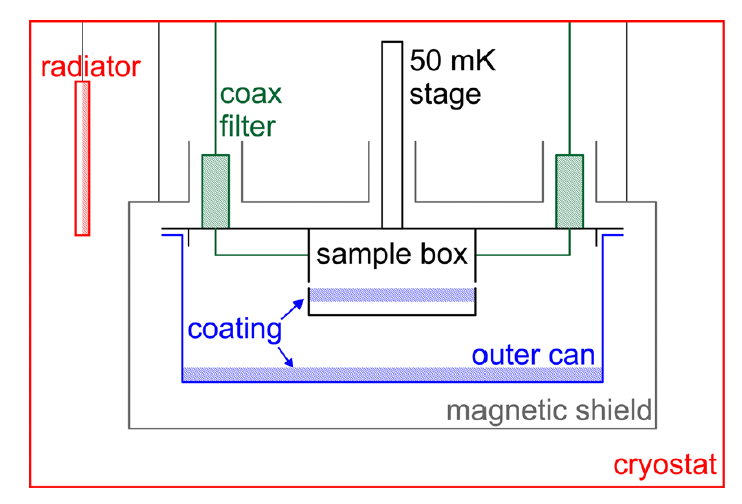 radiator
50 mK
stage
coax
filter
sample box
coating
outer can
magnetic shield
cryostat